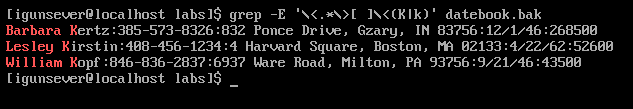 [igunsever@localhost labs]$ grep -E '\<.*\>[ ]\<(K|k)' datebook.bak
Barbara Kertz:385-573-8326:832 Ponce Drive, Gzary, IN 83756:12/1/46:268500
Lesley Kirstin:408-456-1234:4 Harvard Square, Boston, MA 02133:4/22/62:52600
William Kopf:846-836-2837:6937 Ware Road, Milton, PA 93756:9/21/46:43500
[igunsever@localhost labs]$ _